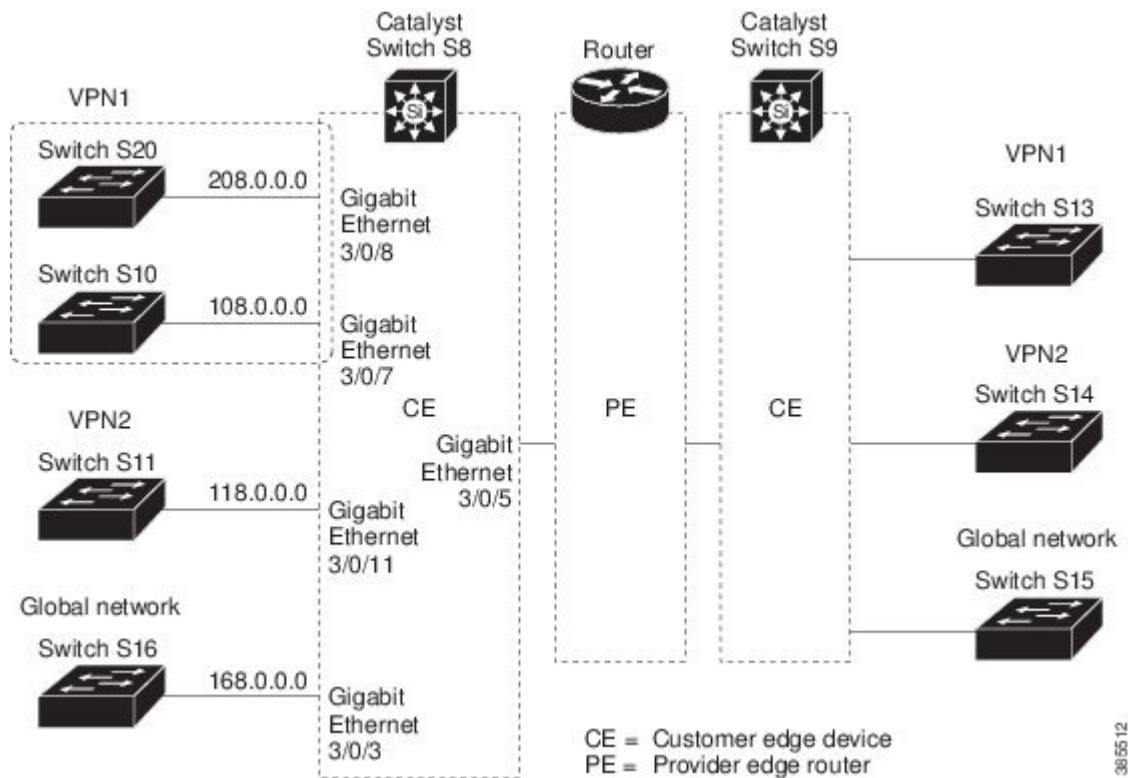 Catalyst
Switch S8
Router
Catalyst
Switch S9
Si
Si
VPN1
Switch S20
208.0.0.0
Gigabit
Ethernet
3/0/8
Switch S10
108.0.0.0
Gigabit
Ethernet
3/0/7
VPN2
Switch S11
118.0.0.0
Gigabit
Ethernet
3/0/11
Global network
Switch S16
168.0.0.0
Gigabit
Ethernet
3/0/3
CE
Gigabit
Ethernet
3/0/5
PE
CE
VPN1
Switch S13
VPN2
Switch S14
Global network
Switch S15
CE = Customer edge device
PE = Provider edge router
385512